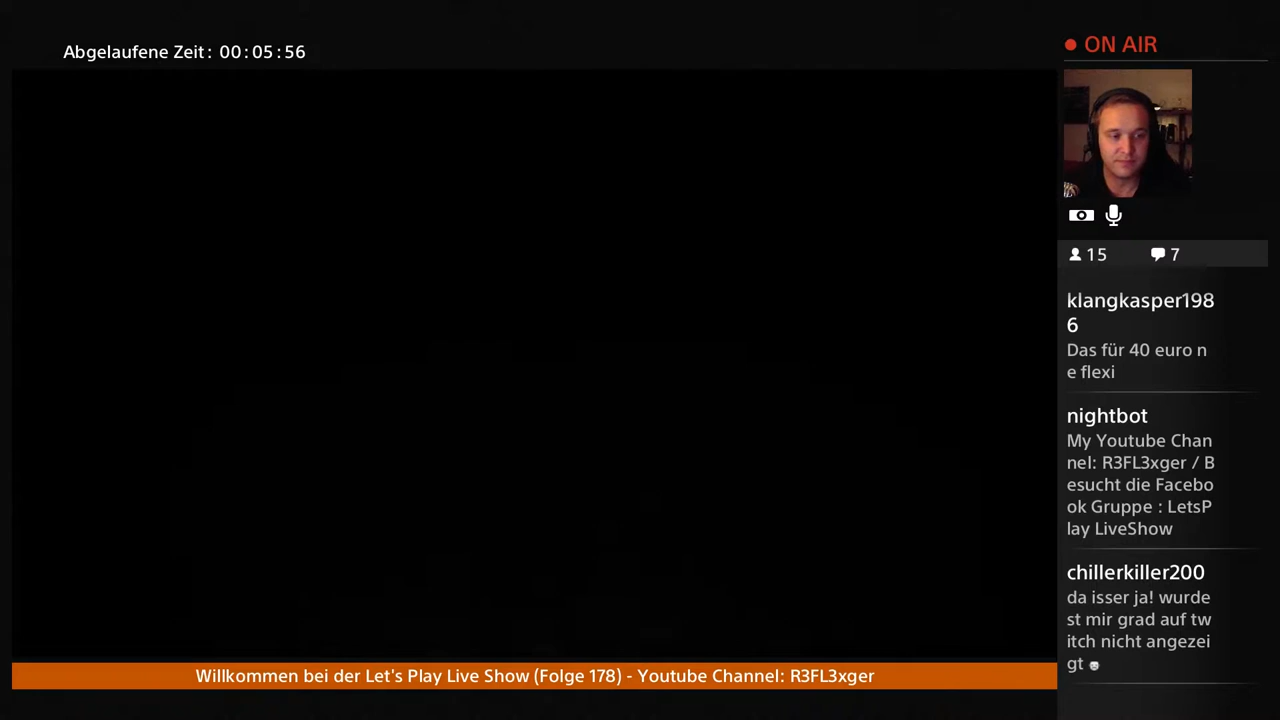 Abgelaufene Zeit: 00:05:56
ON AIR
15 7
klangkasper198
6
Das für 40 euro n
e flexi
nightbot
My Youtube Chan
nel: R3FL3xger / B
esucht die Facebo
ok Gruppe : LetsP
lay LiveShow
chillerkiller200
da isser ja! wurde
st mir grad auf tw
itch nicht angezei
gt
Willkommen bei der Let's Play Live Show (Folge 178) - Youtube Channel: R3FL3xger